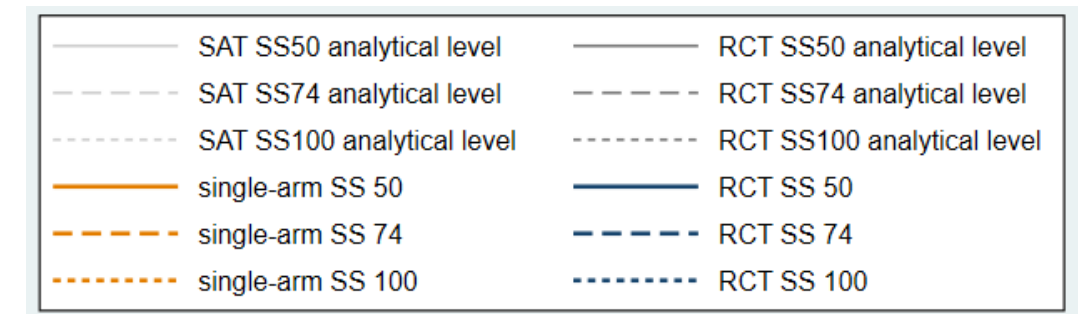 SAT SS50 analytical level
RCT SS50 analytical level
SAT SS74 analytical level
RCT SS74 analytical level
SAT SS100 analytical level
RCT SS100 analytical level
single-arm SS 50
RCT SS 50
single-arm SS 74
RCT SS 74
single-arm SS 100
RCT SS 100